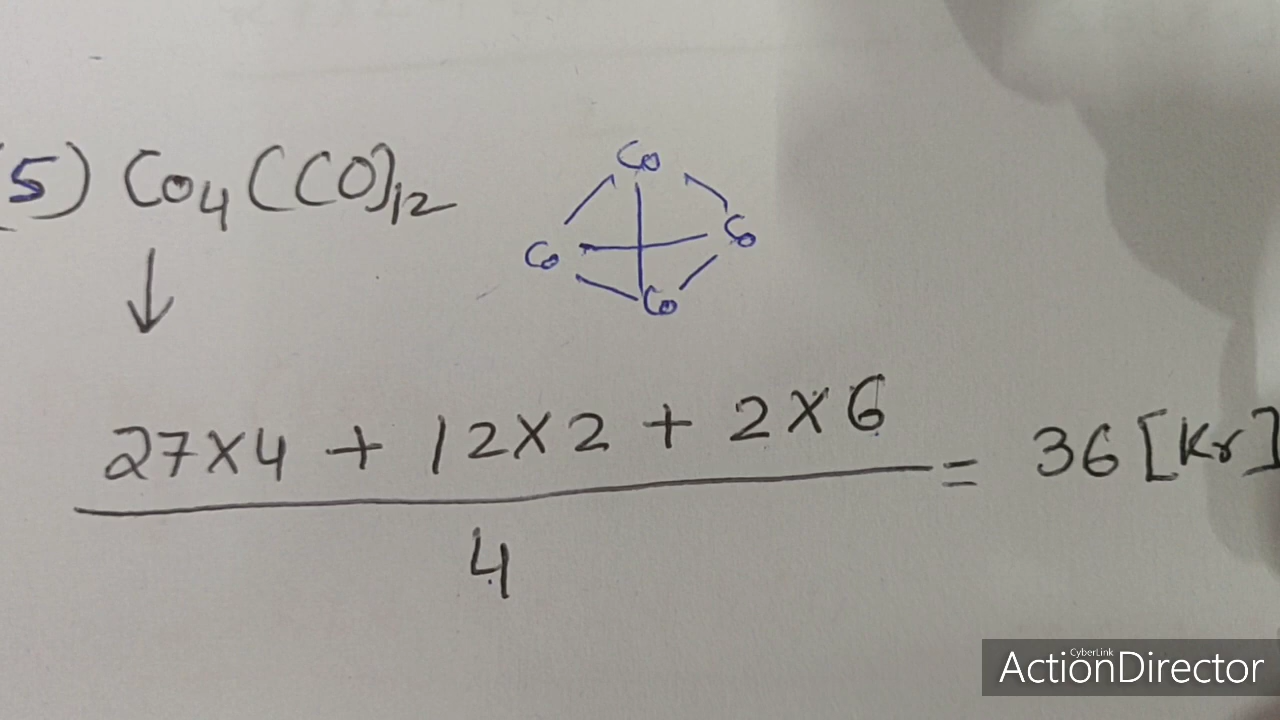 (5) Co₄(CO)₁₂
Co
Co Co
Co
27×4 + 12×2 + 2×6
4
= 36 [Kr]
CyberLink
ActionDirector